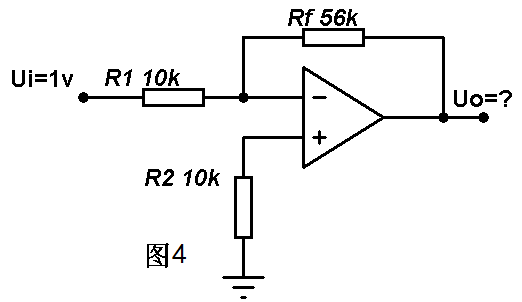 Rf 56k
Ui=1v
R1 10k
Uo=?
R2 10k
图4